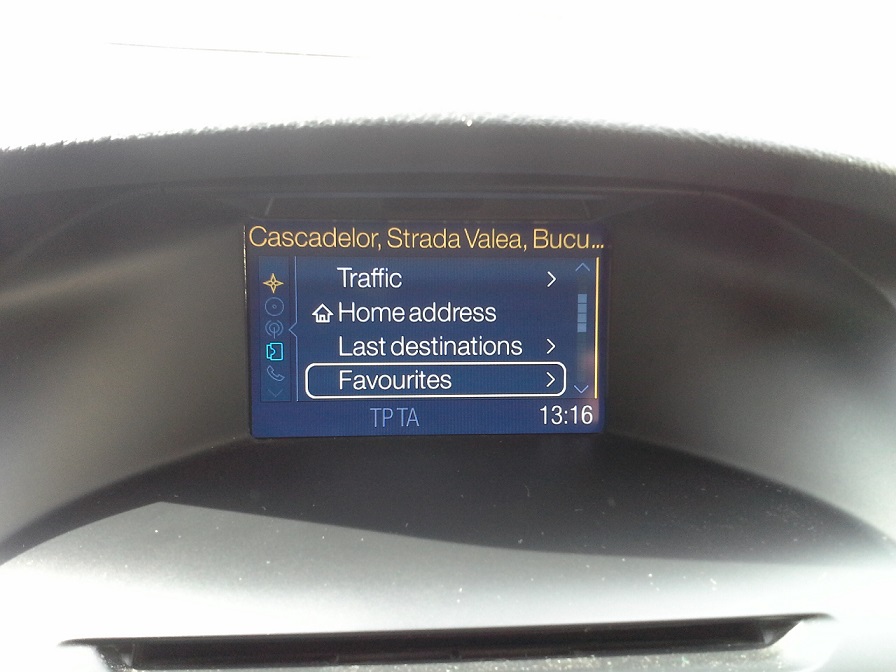 Cascadelor, Strada Valea, Bucu...
Traffic
Home address
Last destinations
Favourites
TP TA 13:16